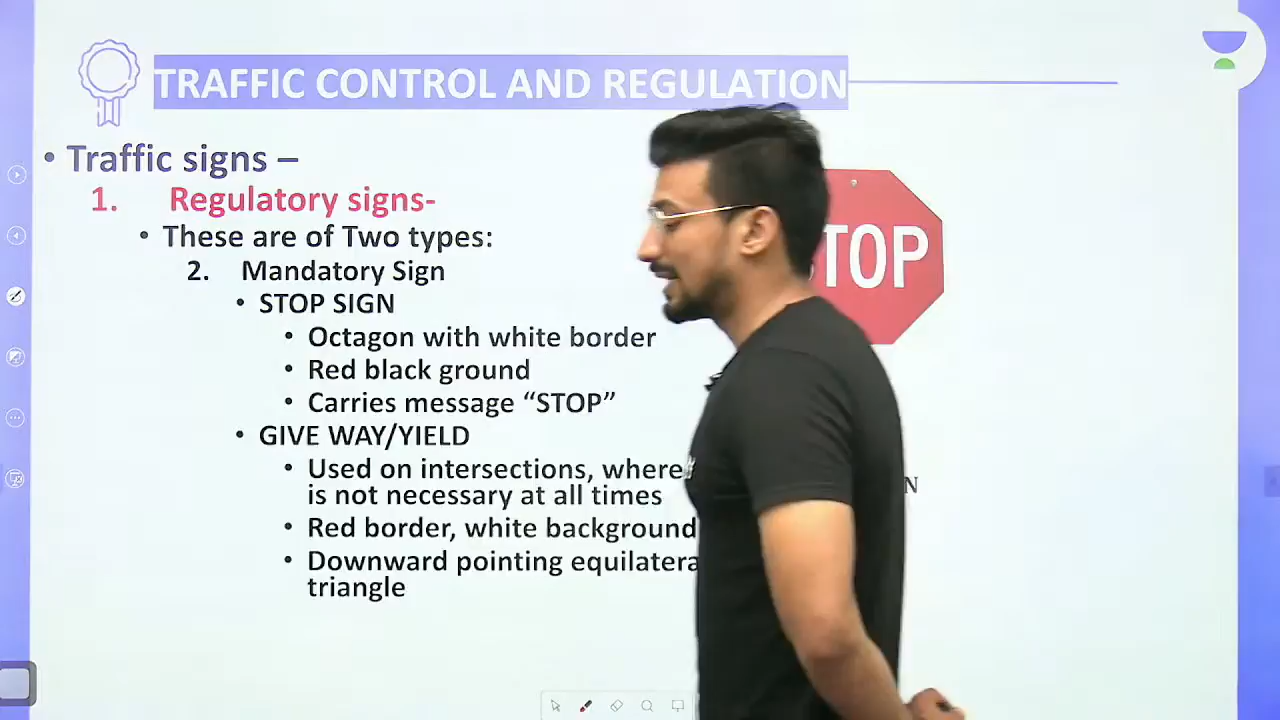 TRAFFIC CONTROL AND REGULATION
• Traffic signs –
1. Regulatory signs-
• These are of Two types:
2. Mandatory Sign
• STOP SIGN
• Octagon with white border
• Red black ground
• Carries message “STOP”
• GIVE WAY/YIELD
• Used on intersections, where
is not necessary at all times
• Red border, white background
• Downward pointing equilatera
triangle
TOP
N